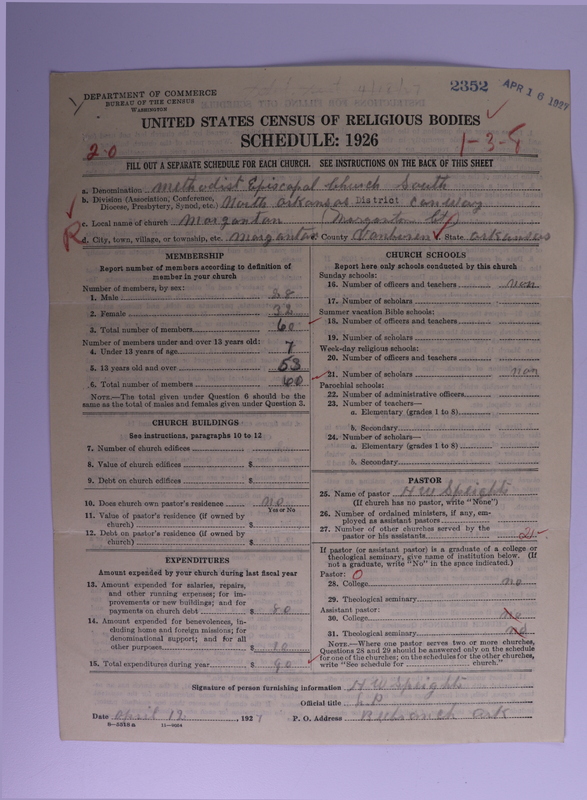 DEPARTMENT OF COMMERCE
BUREAU OF THE CENSUS
WASHINGTON
2352
APR 16 1927
UNITED STATES CENSUS OF RELIGIOUS BODIES
SCHEDULE: 1926
2-0
1-3-5
FILL OUT A SEPARATE SCHEDULE FOR EACH CHURCH. SEE INSTRUCTIONS ON THE BACK OF THIS SHEET
a. Denomination Methodist Episcopal Church South
b. Division (Association, Conference, Diocese, Presbytery, Synod, etc.) North Arkansas District Conway
c. Local name of church Morganton (Morganton Ct)
R d. City, town, village, or township, etc. Morganton County Vanburen State Arkansas
MEMBERSHIP
Report number of members according to definition of member in your church
Number of members, by sex:
1. Male 28
2. Female 32
3. Total number of members 60
Number of members under and over 13 years old:
4. Under 13 years of age 7
5. 13 years old and over 53
6. Total number of members 60
NOTE.—The total given under Question 6 should be the same as the total of males and females given under Question 3.
CHURCH BUILDINGS
See instructions, paragraphs 10 to 12
7. Number of church edifices
8. Value of church edifices $
9. Debt on church edifices $
10. Does church own pastor's residence no
Yes or No
11. Value of pastor's residence (if owned by church) $
12. Debt on pastor's residence (if owned by church) $
EXPENDITURES
Amount expended by your church during last fiscal year
13. Amount expended for salaries, repairs, and other running expenses; for improvements or new buildings; and for payments on church debt $ 80
14. Amount expended for benevolences, including home and foreign missions; for denominational support; and for all other purposes $ 10
15. Total expenditures during year $ 90
CHURCH SCHOOLS
Report here only schools conducted by this church
Sunday schools:
16. Number of officers and teachers non
17. Number of scholars
Summer vacation Bible schools:
18. Number of officers and teachers
19. Number of scholars
Week-day religious schools:
20. Number of officers and teachers
21. Number of scholars non
Parochial schools:
22. Number of administrative officers
23. Number of teachers—
a. Elementary (grades 1 to 8)
b. Secondary
24. Number of scholars—
a. Elementary (grades 1 to 8)
b. Secondary
PASTOR
25. Name of pastor H W Speights
(If church has no pastor, write "None")
26. Number of ordained ministers, if any, employed as assistant pastors
27. Number of other churches served by the pastor or his assistants
If pastor (or assistant pastor) is a graduate of a college or theological seminary, give name of institution below. (If not a graduate, write "No" in the space indicated.)
Pastor: 0
28. College no
29. Theological seminary
Assistant pastor:
30. College no
31. Theological seminary no
NOTE.—Where one pastor serves two or more churches, Questions 28 and 29 should be answered only on the schedule for one of the churches; on the schedules for the other churches, write "See schedule for church."
Signature of person furnishing information H W Speights
Official title
Date April 12, 1927 P. O. Address Ark
8-5518a 11-9054